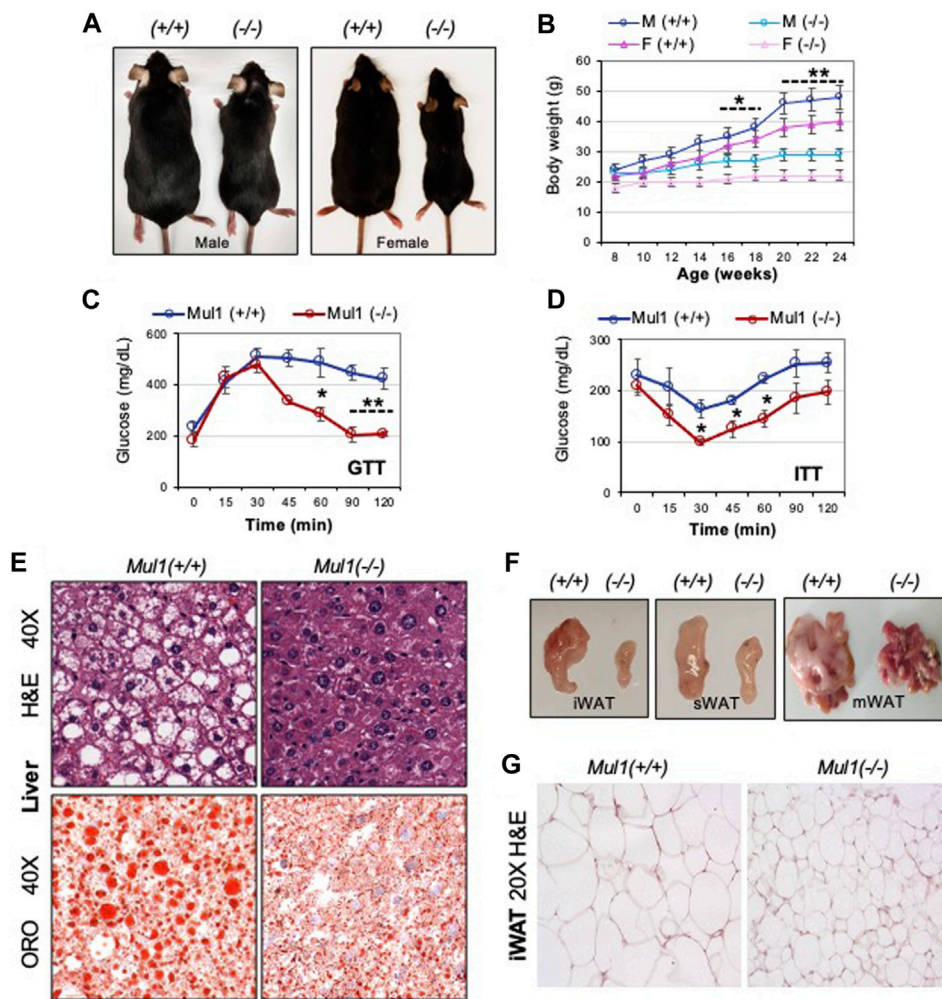 A
(+/+) (-/-)
(+/+) (-/-)
Male
Female
B
M (+/+) M (-/-)
F (+/+) F (-/-)
Body weight (g)
60
50
40
30
20
10
0
* **
8 10 12 14 16 18 20 22 24
Age (weeks)
C
Mul1 (+/+) Mul1 (-/-)
Glucose (mg/dL)
600
400
200
0
* **
GTT
0 15 30 45 60 90 120
Time (min)
D
Mul1 (+/+) Mul1 (-/-)
Glucose (mg/dL)
300
200
100
0
* * *
ITT
0 15 30 45 60 90 120
Time (min)
E
Mul1(+/+) Mul1(-/-)
Liver
H&E 40X
ORO 40X
F
(+/+) (-/-)
(+/+) (-/-)
(+/+) (-/-)
iWAT
sWAT
mWAT
G
Mul1(+/+) Mul1(-/-)
iWAT 20X H&E